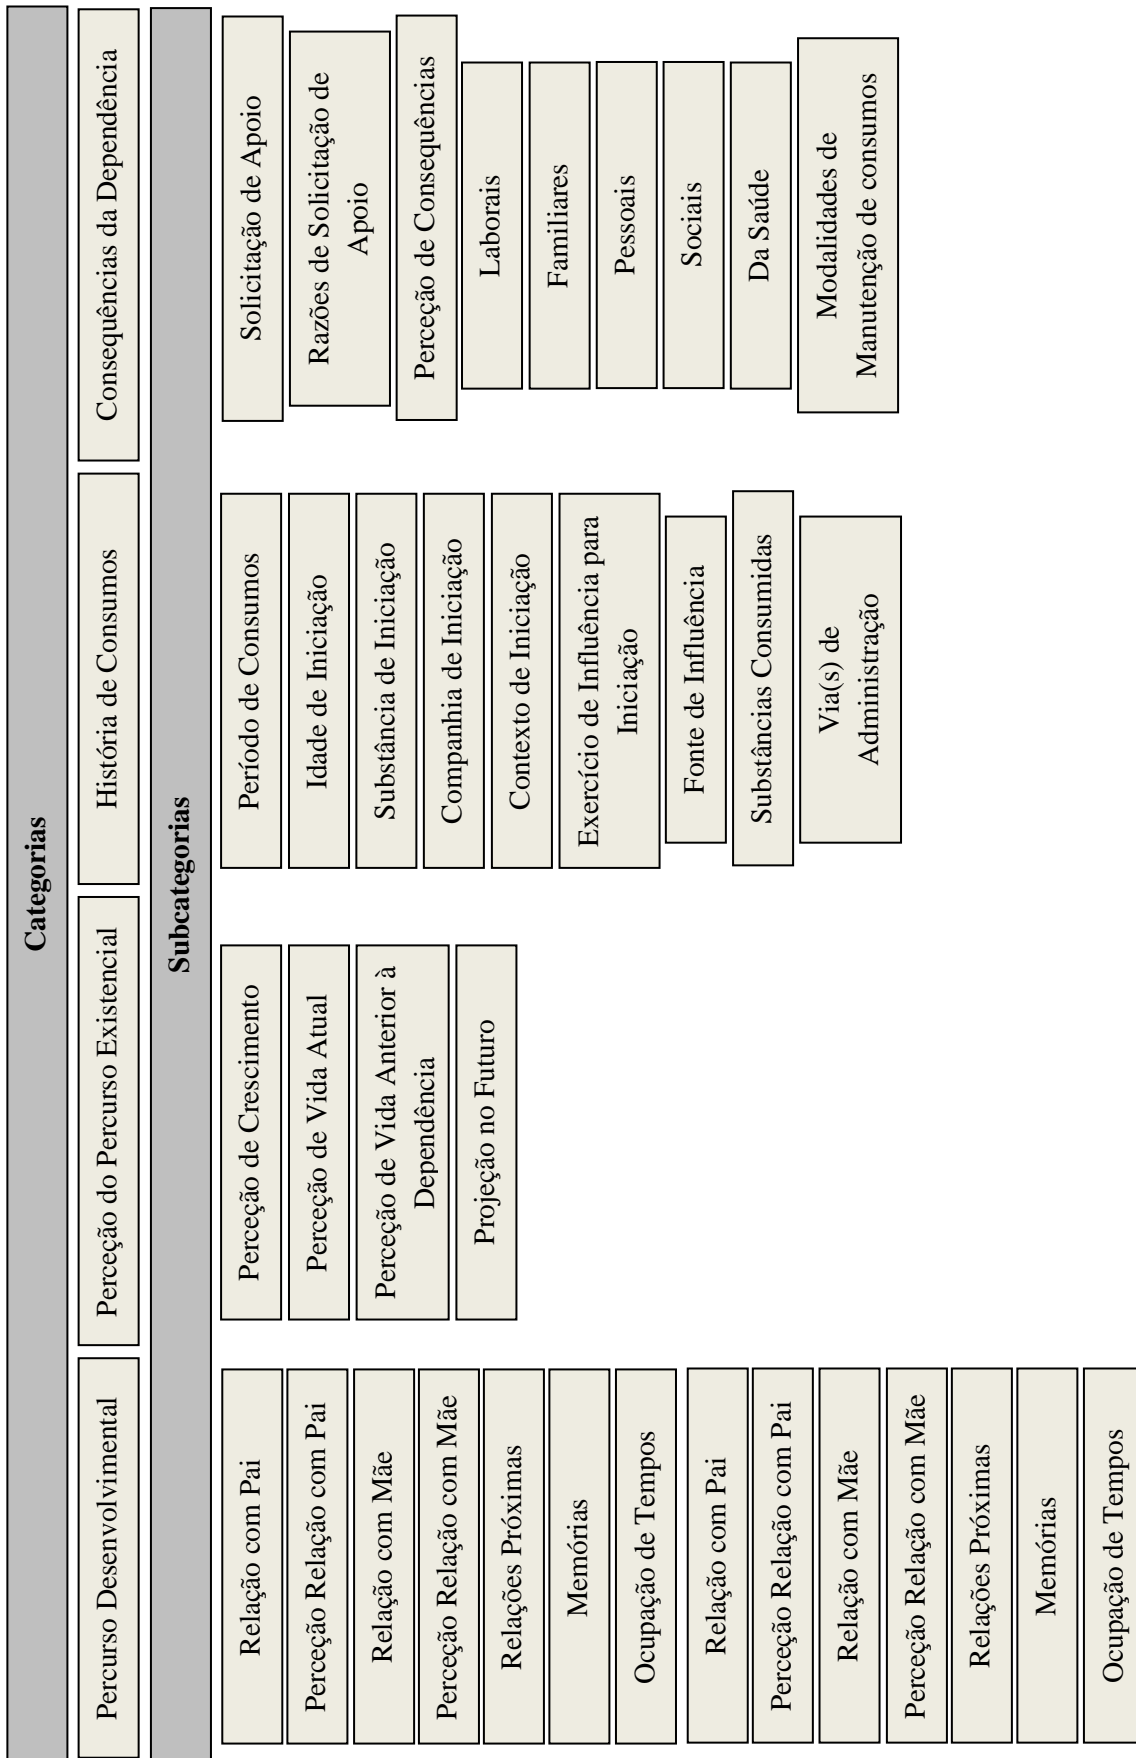 Categorias
Percurso Desenvolvimental
Perceção do Percurso Existencial
História de Consumos
Consequências da Dependência
Subcategorias
Relação com Pai
Perceção Relação com Pai
Relação com Mãe
Perceção Relação com Mãe
Relações Próximas
Memórias
Ocupação de Tempos
Relação com Pai
Perceção Relação com Pai
Relação com Mãe
Perceção Relação com Mãe
Relações Próximas
Memórias
Ocupação de Tempos
Perceção de Crescimento
Perceção de Vida Atual
Perceção de Vida Anterior à
Dependência
Projeção no Futuro
Período de Consumos
Idade de Iniciação
Substância de Iniciação
Companhia de Iniciação
Contexto de Iniciação
Exercício de Influência para
Iniciação
Fonte de Influência
Substâncias Consumidas
Via(s) de
Administração
Solicitação de Apoio
Razões de Solicitação de
Apoio
Perceção de Consequências
Laborais
Familiares
Pessoais
Sociais
Da Saúde
Modalidades de
Manutenção de consumos